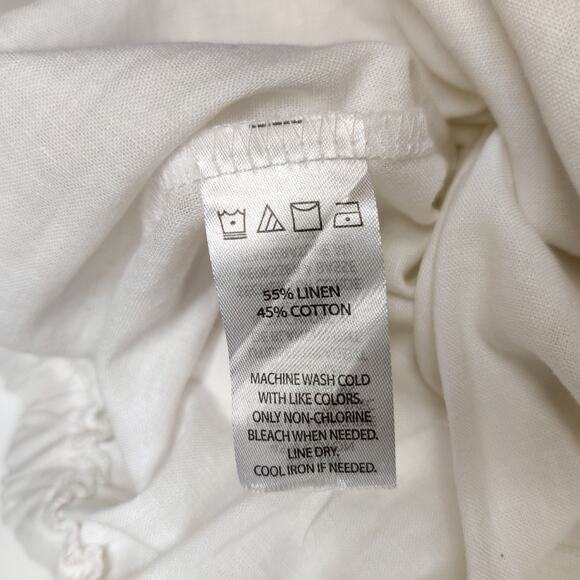 55% LINEN
45% COTTON
MACHINE WASH COLD
WITH LIKE COLORS.
ONLY NON-CHLORINE
BLEACH WHEN NEEDED.
LINE DRY.
COOL IRON IF NEEDED.